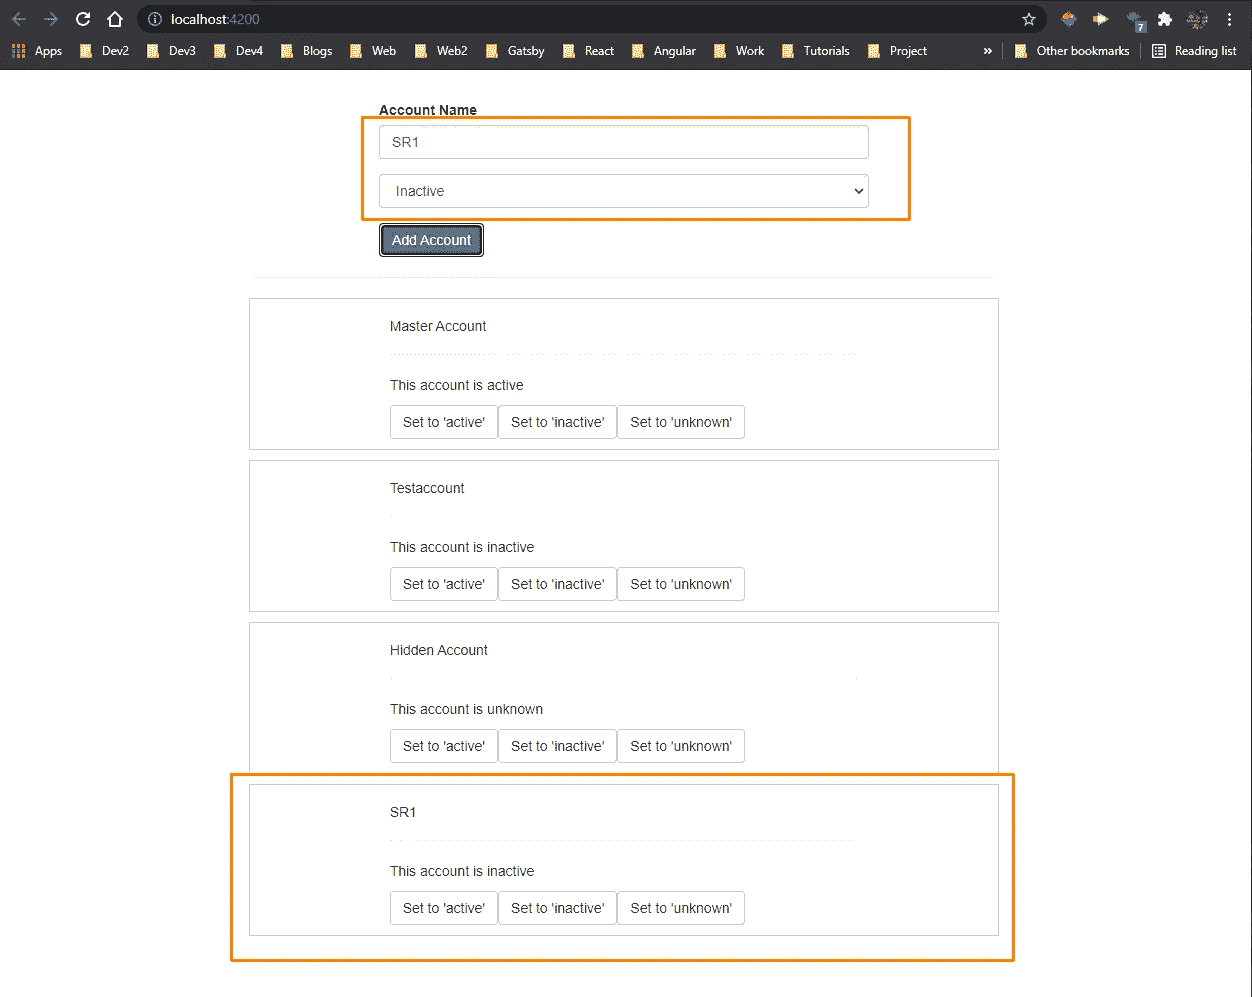 localhost:4200
7
Apps Dev2 Dev3 Dev4 Blogs Web Web2 Gatsby React Angular Work Tutorials Project » Other bookmarks Reading list
Account Name
SR1
Inactive
Add Account
Master Account
This account is active
Set to 'active' Set to 'inactive' Set to 'unknown'
Testaccount
This account is inactive
Set to 'active' Set to 'inactive' Set to 'unknown'
Hidden Account
This account is unknown
Set to 'active' Set to 'inactive' Set to 'unknown'
SR1
This account is inactive
Set to 'active' Set to 'inactive' Set to 'unknown'